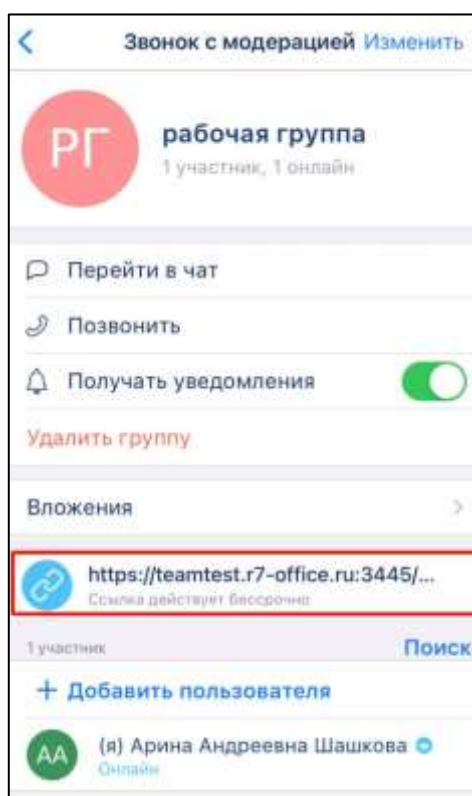 Звонок с модерацией Изменить
РГ
рабочая группа
1 участник, 1 онлайн
Перейти в чат
Позвонить
Получать уведомления
Удалить группу
Вложения
https://teamtest.r7-office.ru:3445/...
Ссылка действует бессрочно
1 участник Поиск
+ Добавить пользователя
АА
(я) Арина Андреевна Шашкова
Онлайн